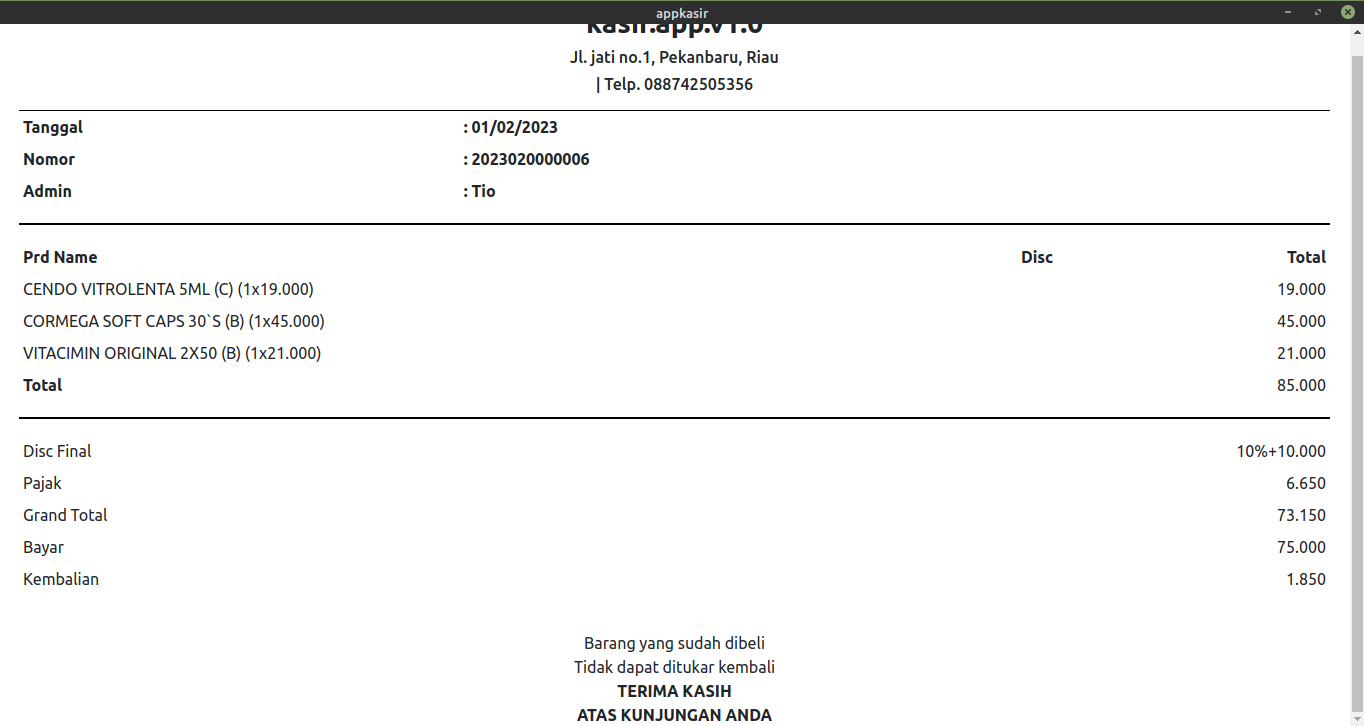 appkasir
kasir.app.v1.0
Jl. jati no.1, Pekanbaru, Riau
| Telp. 088742505356
Tanggal : 01/02/2023
Nomor : 2023020000006
Admin : Tio
Prd Name Disc Total
CENDO VITROLENTA 5ML (C) (1x19.000) 19.000
CORMEGA SOFT CAPS 30`S (B) (1x45.000) 45.000
VITACIMIN ORIGINAL 2X50 (B) (1x21.000) 21.000
Total 85.000
Disc Final 10%+10.000
Pajak 6.650
Grand Total 73.150
Bayar 75.000
Kembalian 1.850
Barang yang sudah dibeli
Tidak dapat ditukar kembali
TERIMA KASIH
ATAS KUNJUNGAN ANDA